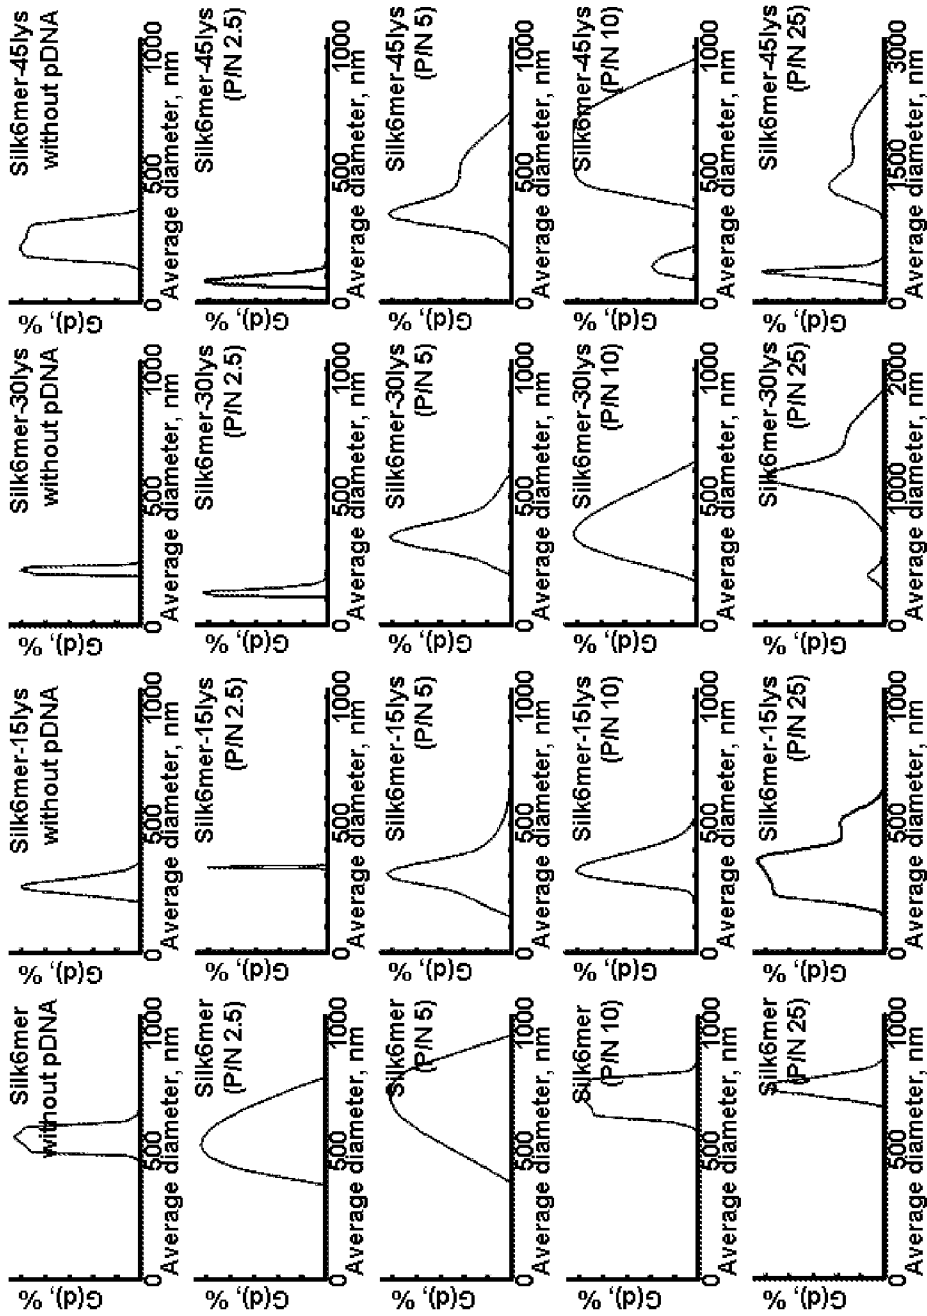 Silk6mer
without pDNA
G(d), %
0 500 1000
Average diameter, nm
Silk6mer-15lys
without pDNA
G(d), %
0 500 1000
Average diameter, nm
Silk6mer-30lys
without pDNA
G(d), %
0 500 1000
Average diameter, nm
Silk6mer-45lys
without pDNA
G(d), %
0 500 1000
Average diameter, nm
Silk6mer
(P/N 2.5)
G(d), %
0 500 1000
Average diameter, nm
Silk6mer-15lys
(P/N 2.5)
G(d), %
0 500 1000
Average diameter, nm
Silk6mer-30lys
(P/N 2.5)
G(d), %
0 500 1000
Average diameter, nm
Silk6mer-45lys
(P/N 2.5)
G(d), %
0 500 1000
Average diameter, nm
Silk6mer
(P/N 5)
G(d), %
0 500 1000
Average diameter, nm
Silk6mer-15lys
(P/N 5)
G(d), %
0 500 1000
Average diameter, nm
Silk6mer-30lys
(P/N 5)
G(d), %
0 500 1000
Average diameter, nm
Silk6mer-45lys
(P/N 5)
G(d), %
0 500 1000
Average diameter, nm
Silk6mer
(P/N 10)
G(d), %
0 500 1000
Average diameter, nm
Silk6mer-15lys
(P/N 10)
G(d), %
0 500 1000
Average diameter, nm
Silk6mer-30lys
(P/N 10)
G(d), %
0 500 1000
Average diameter, nm
Silk6mer-45lys
(P/N 10)
G(d), %
0 500 1000
Average diameter, nm
Silk6mer
(P/N 25)
G(d), %
0 500 1000
Average diameter, nm
Silk6mer-15lys
(P/N 25)
G(d), %
0 500 1000
Average diameter, nm
Silk6mer-30lys
(P/N 25)
G(d), %
0 1000 2000
Average diameter, nm
Silk6mer-45lys
(P/N 25)
G(d), %
0 1500 3000
Average diameter, nm